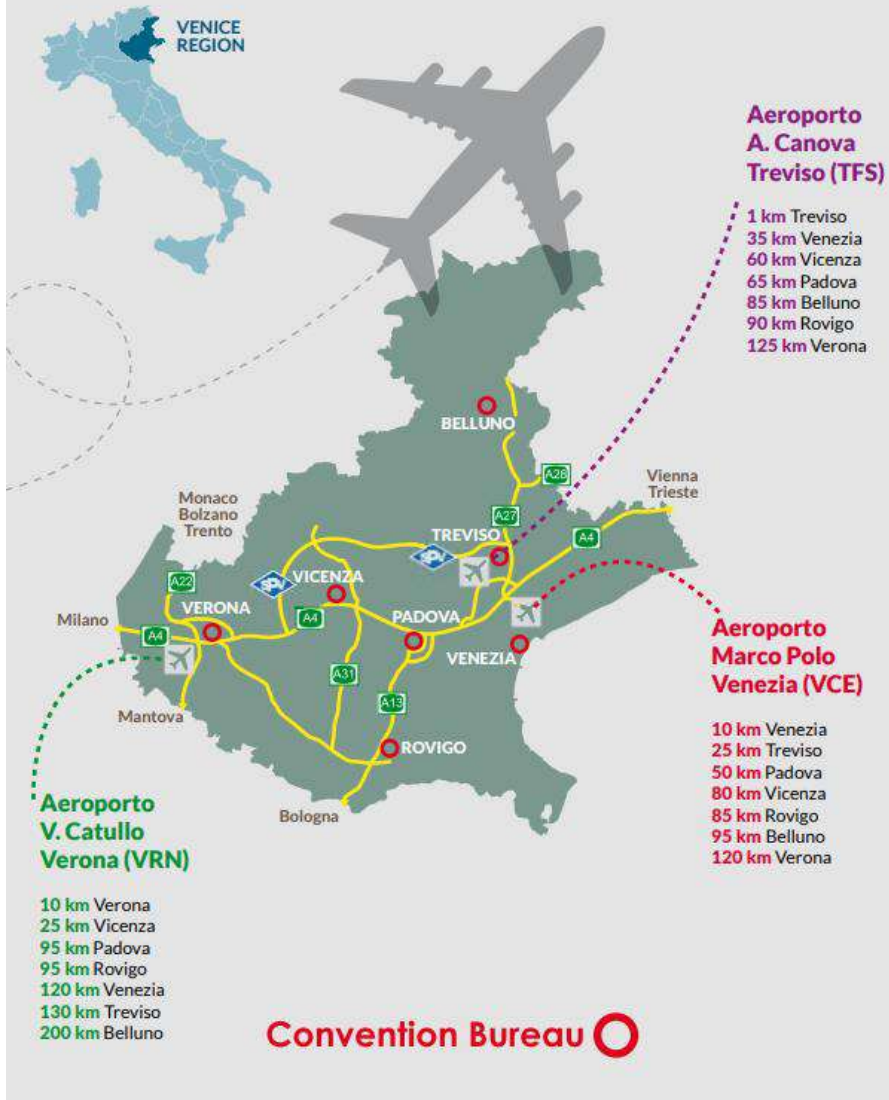 VENICE
REGION
Aeroporto
A. Canova
Treviso (TFS)
1 km Treviso
35 km Venezia
60 km Vicenza
65 km Padova
85 km Belluno
90 km Rovigo
125 km Verona
BELLUNO
A28
Vienna
Trieste
Monaco
Bolzano
Trento
A27
TREVISO
A4
SPV
SPV
A22
VICENZA
VERONA
A4
PADOVA
Milano
A4
VENEZIA
A31
Mantova
A13
ROVIGO
Bologna
Aeroporto
Marco Polo
Venezia (VCE)
10 km Venezia
25 km Treviso
50 km Padova
80 km Vicenza
85 km Rovigo
95 km Belluno
120 km Verona
Aeroporto
V. Catullo
Verona (VRN)
10 km Verona
25 km Vicenza
95 km Padova
95 km Rovigo
120 km Venezia
130 km Treviso
200 km Belluno
Convention Bureau